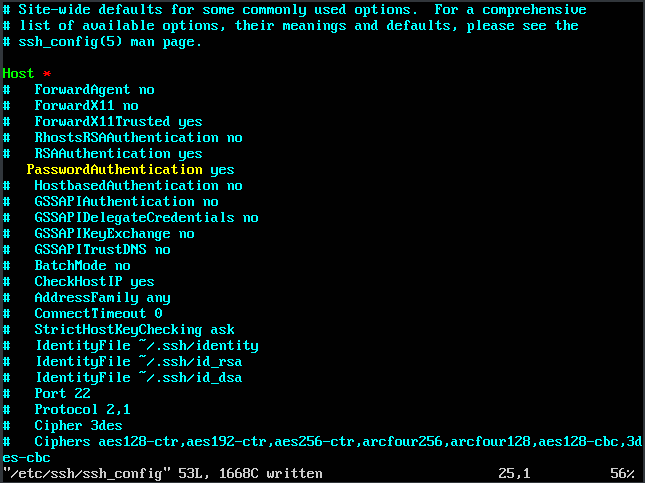 # Site-wide defaults for some commonly used options.  For a comprehensive
# list of available options, their meanings and defaults, please see the
# ssh_config(5) man page.
Host *
#   ForwardAgent no
#   ForwardX11 no
#   ForwardX11Trusted yes
#   RhostsRSAAuthentication no
#   RSAAuthentication yes
   PasswordAuthentication yes
#   HostbasedAuthentication no
#   GSSAPIAuthentication no
#   GSSAPIDelegateCredentials no
#   GSSAPIKeyExchange no
#   GSSAPITrustDNS no
#   BatchMode no
#   CheckHostIP yes
#   AddressFamily any
#   ConnectTimeout 0
#   StrictHostKeyChecking ask
#   IdentityFile ~/.ssh/identity
#   IdentityFile ~/.ssh/id_rsa
#   IdentityFile ~/.ssh/id_dsa
#   Port 22
#   Protocol 2,1
#   Cipher 3des
#   Ciphers aes128-ctr,aes192-ctr,aes256-ctr,arcfour256,arcfour128,aes128-cbc,3d
es-cbc
"/etc/ssh/ssh_config" 53L, 1668C written 25,1 56%